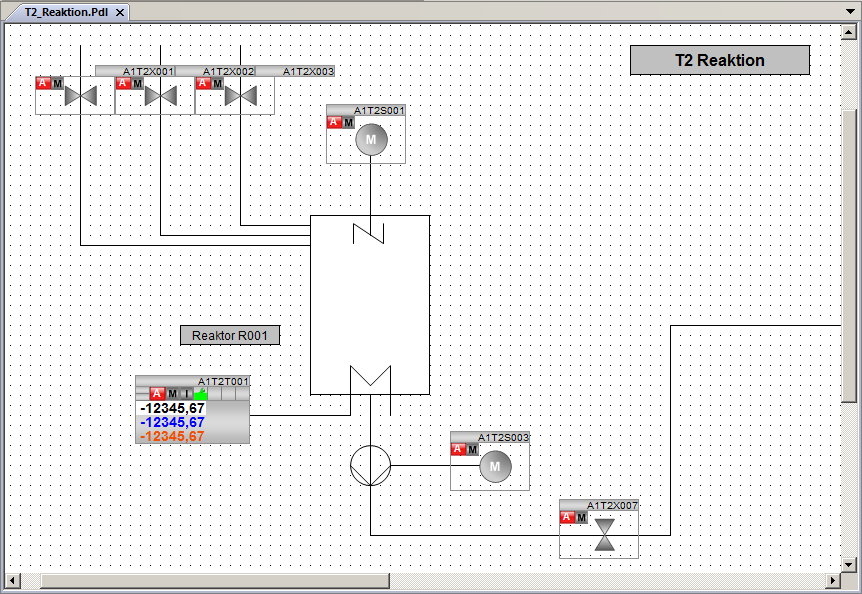 T2_Reaktion.Pdl
T2 Reaktion
A1T2X001 A1T2X002 A1T2X003
A M A M A M
A1T2S001
A M
M
Reaktor R001
A1T2T001
A M I
-12345,67
-12345,67
-12345,67
A1T2S003
A M
M
A1T2X007
A M